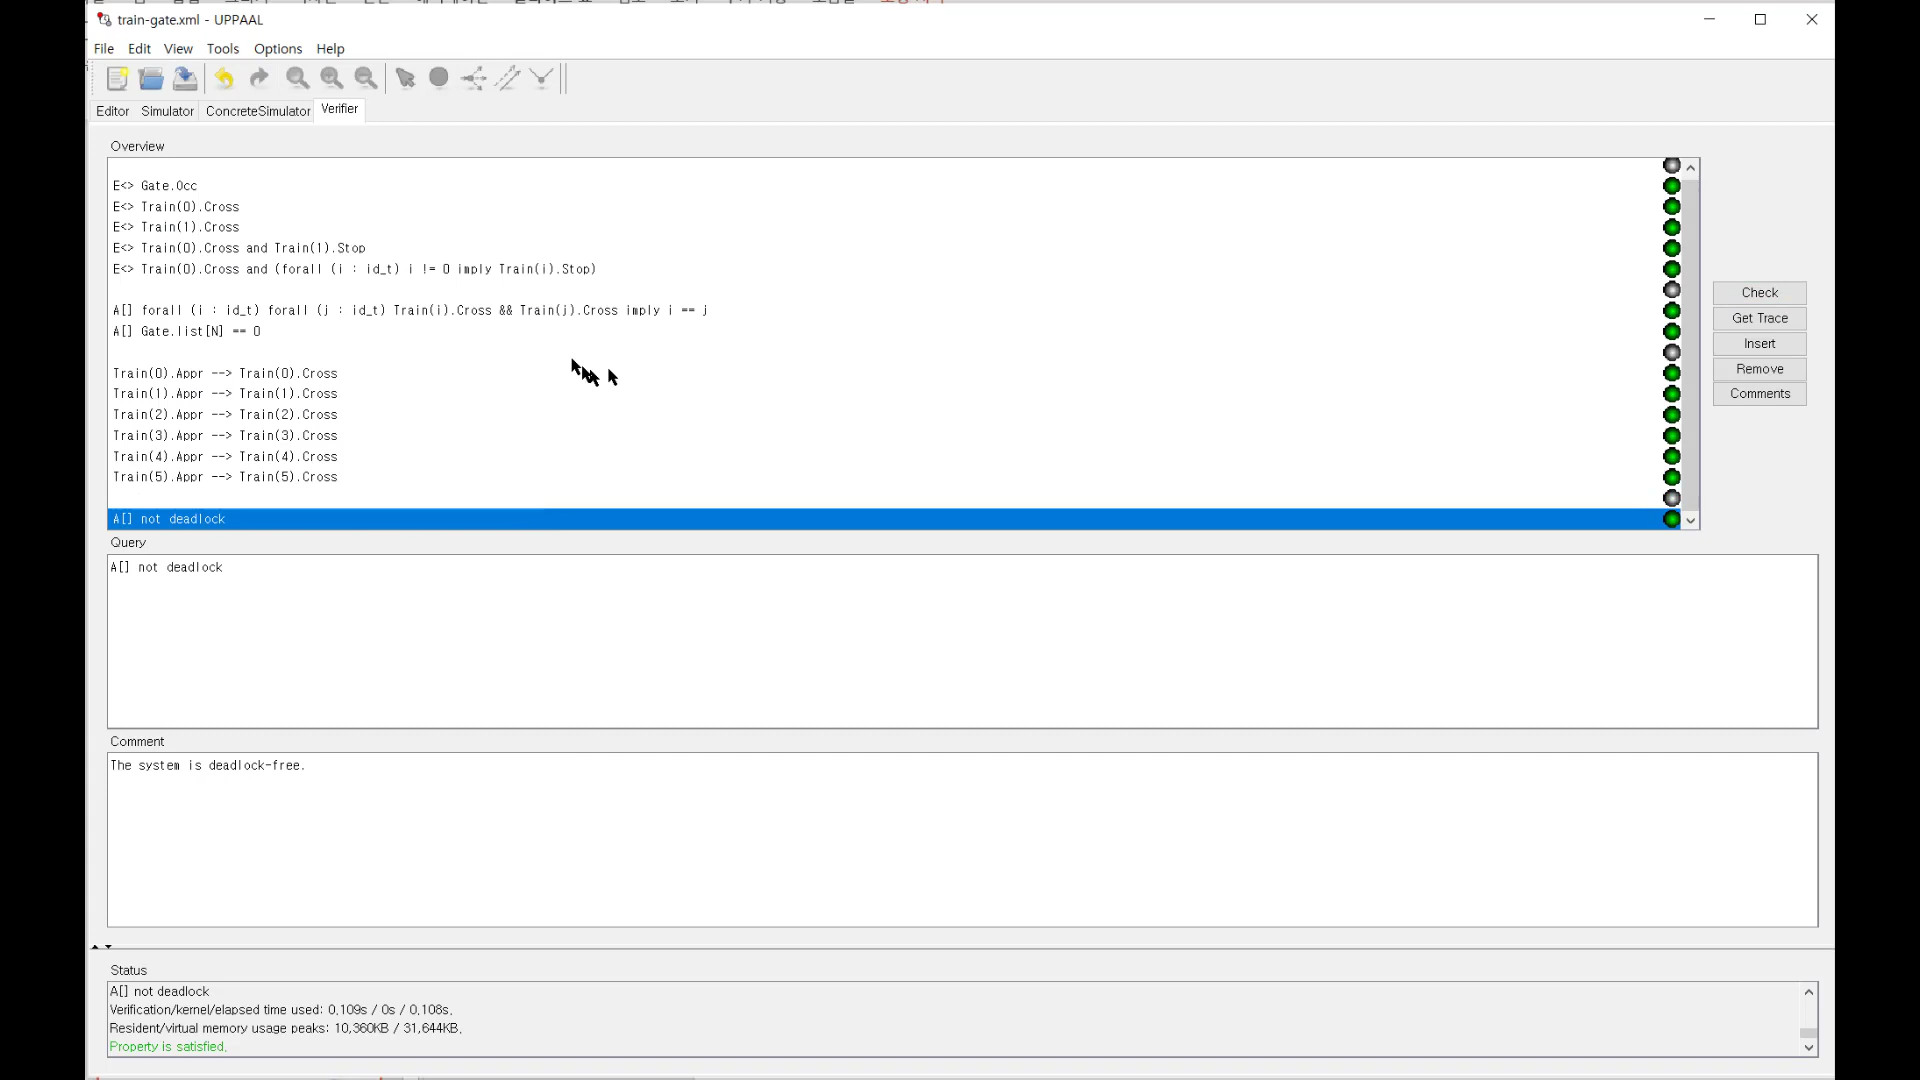 train-gate.xml - UPPAAL
File Edit View Tools Options Help
Editor Simulator ConcreteSimulator Verifier
Overview
E<> Gate.Occ
E<> Train(0).Cross
E<> Train(1).Cross
E<> Train(0).Cross and Train(1).Stop
E<> Train(0).Cross and (forall (i : id_t) i != 0 imply Train(i).Stop)
A[] forall (i : id_t) forall (j : id_t) Train(i).Cross && Train(j).Cross imply i == j
A[] Gate.list[N] == 0
Train(0).Appr --> Train(0).Cross
Train(1).Appr --> Train(1).Cross
Train(2).Appr --> Train(2).Cross
Train(3).Appr --> Train(3).Cross
Train(4).Appr --> Train(4).Cross
Train(5).Appr --> Train(5).Cross
A[] not deadlock
Check
Get Trace
Insert
Remove
Comments
Query
A[] not deadlock
Comment
The system is deadlock-free.
Status
A[] not deadlock
Verification/kernel/elapsed time used: 0,109s / 0s / 0,108s,
Resident/virtual memory usage peaks: 10,360KB / 31,644KB,
Property is satisfied,